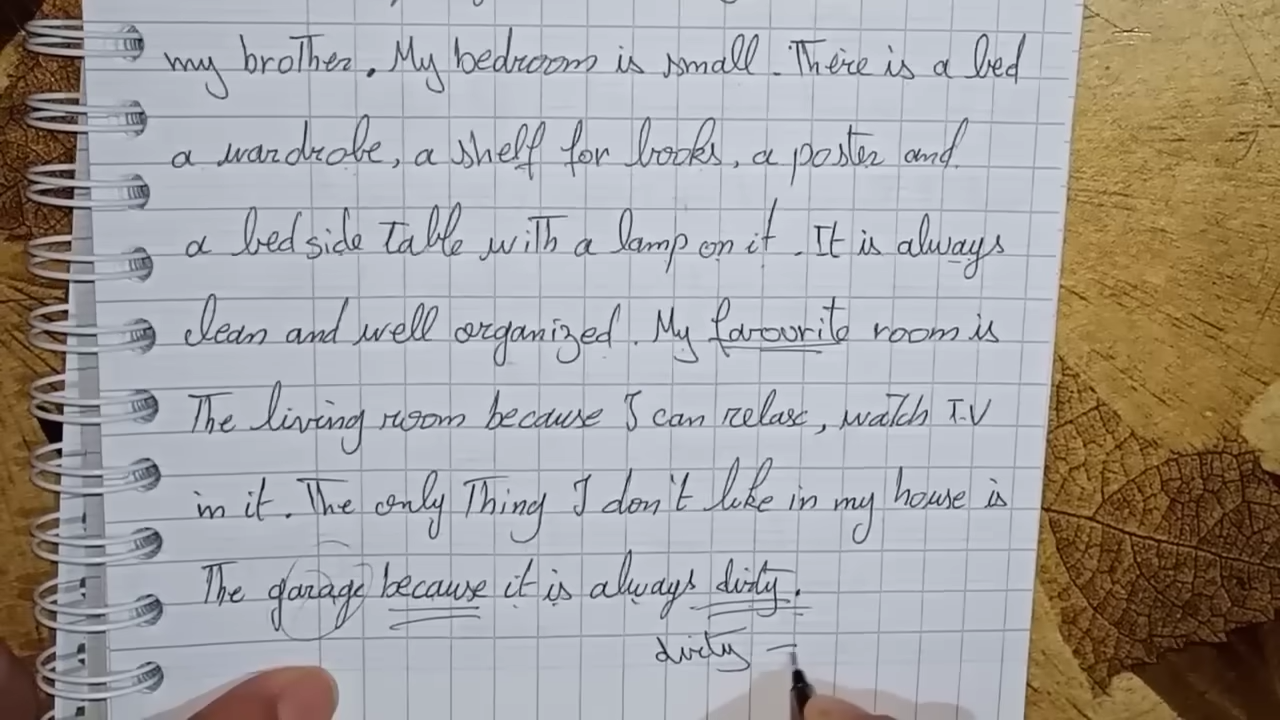 my brother. My bedroom is small. There is a bed
a wardrobe, a shelf for books, a poster and
a bedside table with a lamp on it. It is always
clean and well organized. My favourite room is
The living room because I can relax, watch T.V
in it. The only Thing I don't like in my house is
The garage because it is always dirty.
dirty =